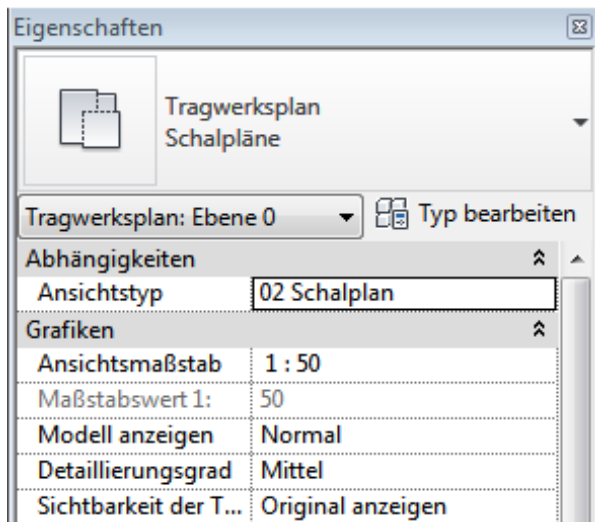 Eigenschaften
Tragwerksplan
Schalpläne
Tragwerksplan: Ebene 0 Typ bearbeiten
Abhängigkeiten
Ansichtstyp 02 Schalplan
Grafiken
Ansichtsmaßstab 1 : 50
Maßstabswert 1: 50
Modell anzeigen Normal
Detaillierungsgrad Mittel
Sichtbarkeit der T... Original anzeigen